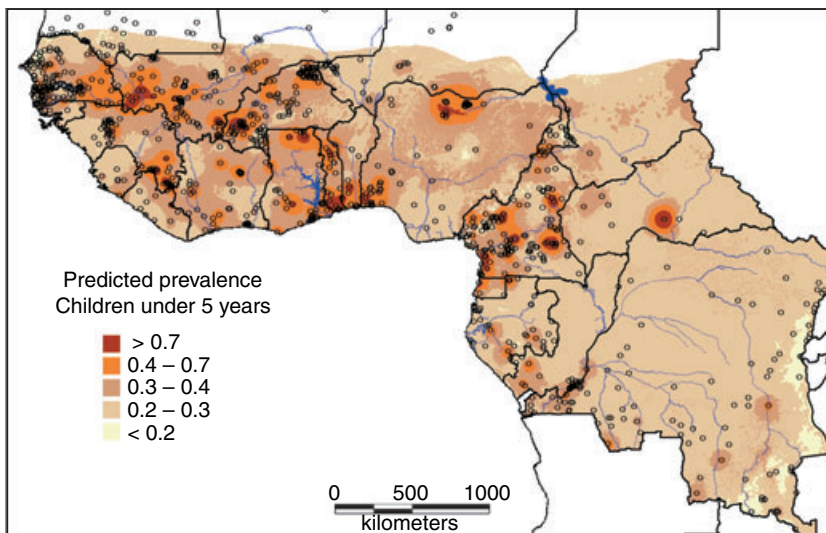 Predicted prevalence
Children under 5 years
> 0.7
0.4 – 0.7
0.3 – 0.4
0.2 – 0.3
< 0.2
0 500 1000
kilometers